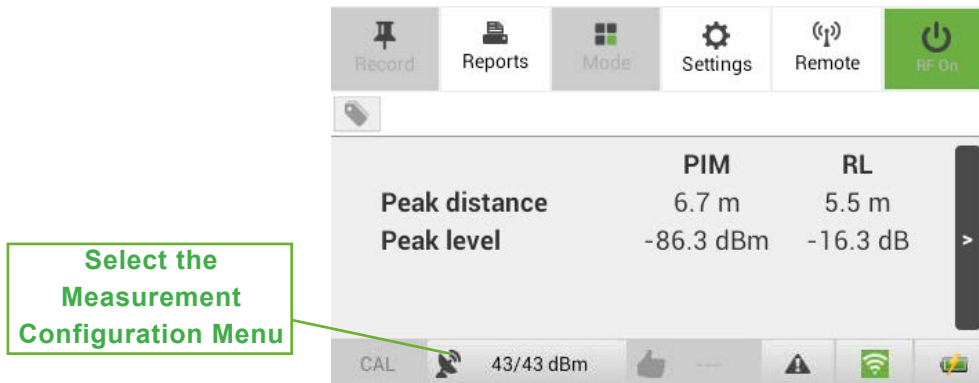 Record Reports Mode Settings Remote RF On
PIM RL
Peak distance 6.7 m 5.5 m
Peak level -86.3 dBm -16.3 dB
>
Select the
Measurement
Configuration Menu
CAL 43/43 dBm ---